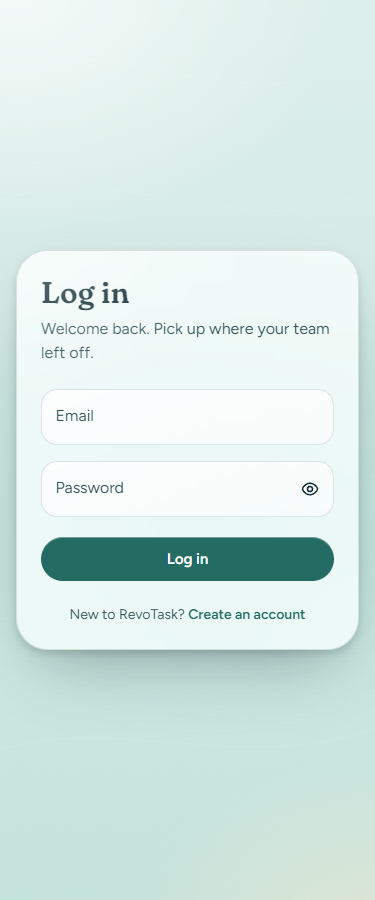 Log in
Welcome back. Pick up where your team
left off.
Email
Password
Log in
New to RevoTask? Create an account